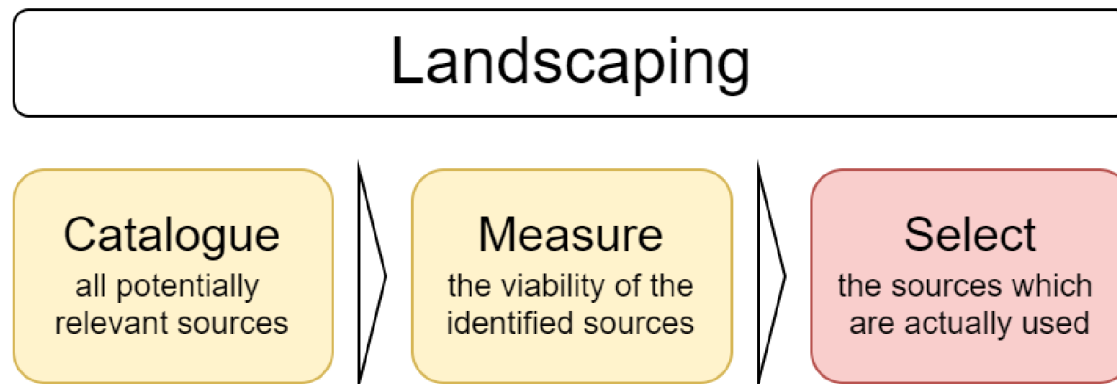 Landscaping
Catalogue
all potentially
relevant sources
Measure
the viability of the
identified sources
Select
the sources which
are actually used